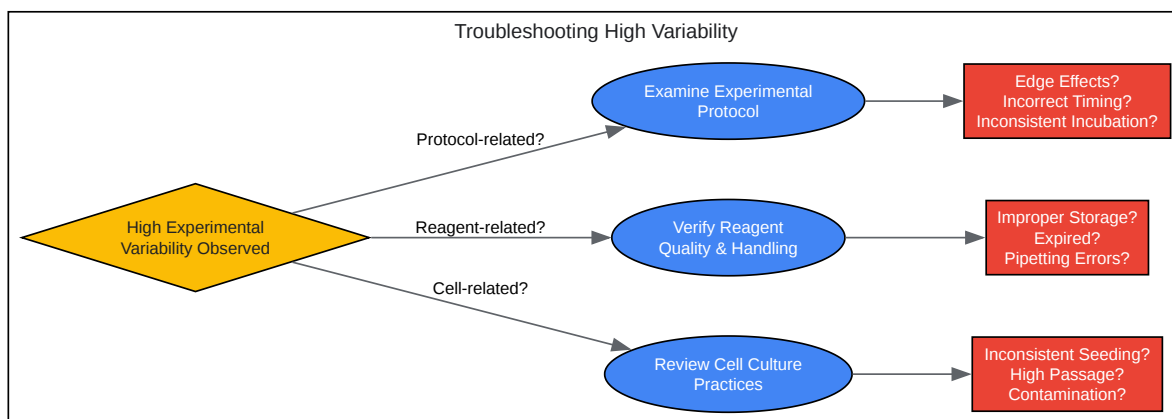 Troubleshooting High Variability
High Experimental
Variability Observed
Protocol-related?
Examine Experimental
Protocol
Edge Effects?
Incorrect Timing?
Inconsistent Incubation?
Reagent-related?
Verify Reagent
Quality & Handling
Improper Storage?
Expired?
Pipetting Errors?
Cell-related?
Review Cell Culture
Practices
Inconsistent Seeding?
High Passage?
Contamination?